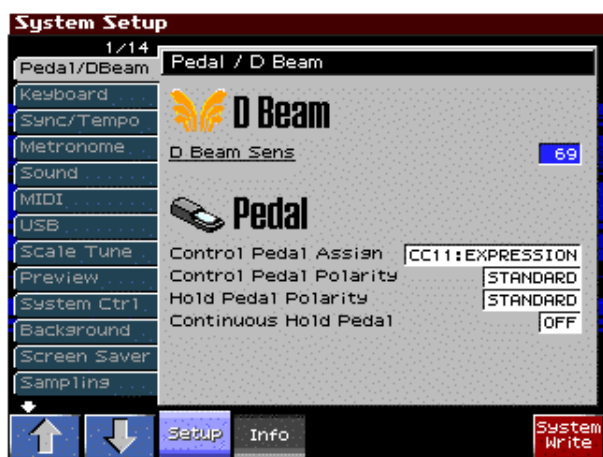 System Setup
1/14
Pedal/DBeam
Keyboard
Sync/Tempo
Metronome
Sound
MIDI
USB
Scale Tune
Preview
System Ctrl
Background
Screen Saver
Sampling
Pedal / D Beam
D Beam
D Beam Sens 69
Pedal
Control Pedal Assign CC11:EXPRESSION
Control Pedal Polarity STANDARD
Hold Pedal Polarity STANDARD
Continuous Hold Pedal OFF
Setup Info
System
Write